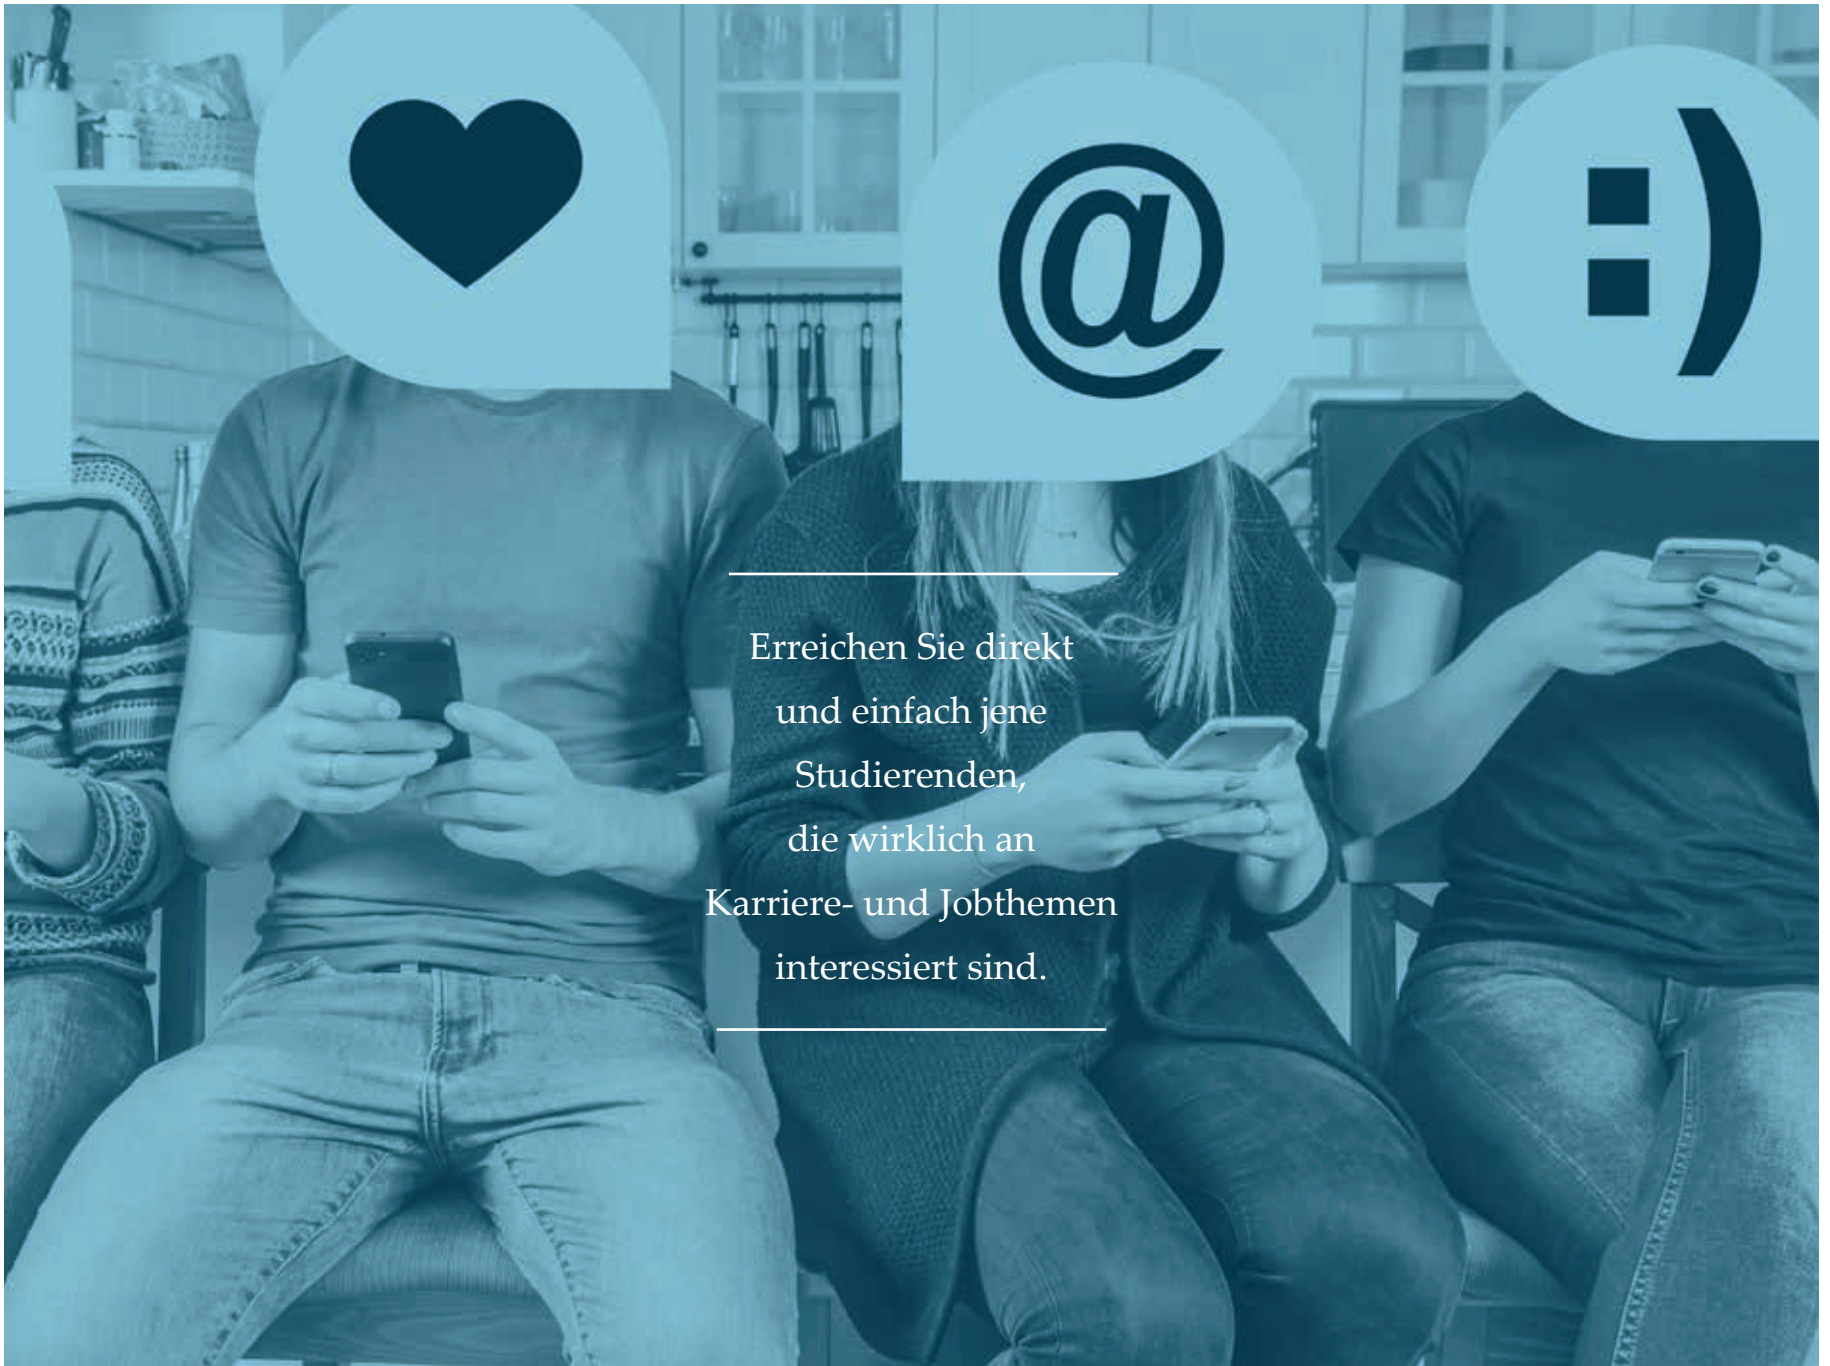 @
:)
Erreichen Sie direkt
und einfach jene
Studierenden,
die wirklich an
Karriere- und Jobthemen
interessiert sind.